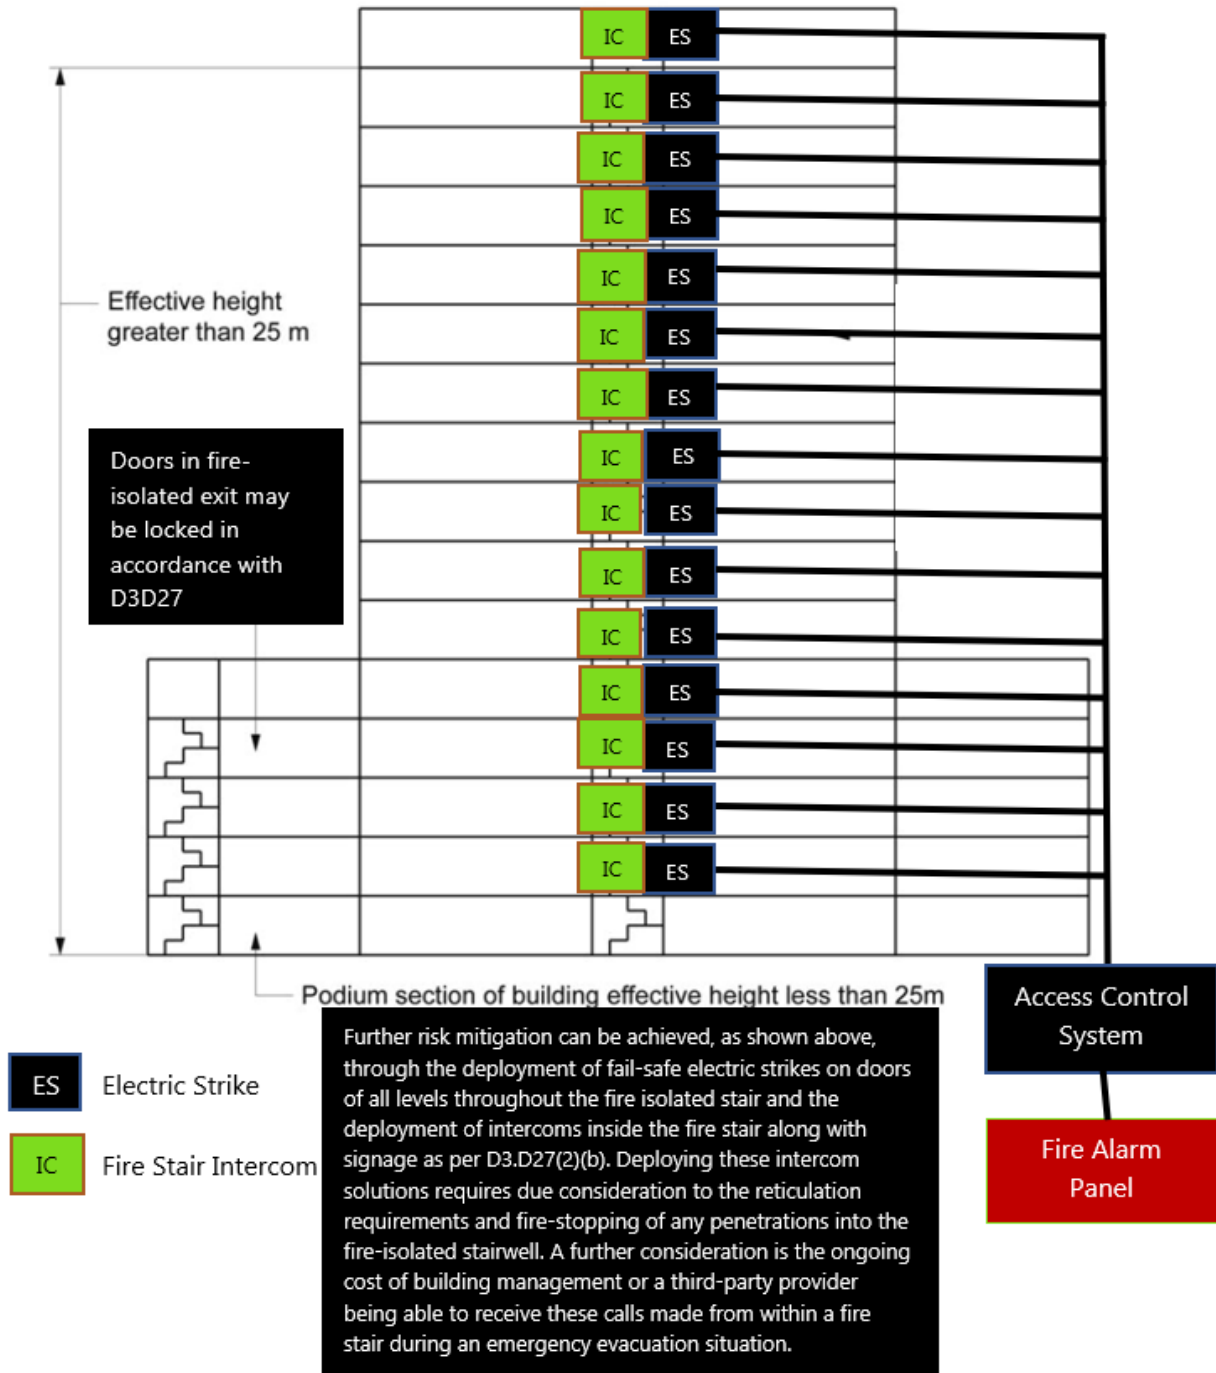 IC ES
IC ES
IC ES
IC ES
IC ES
Effective height
greater than 25 m
IC ES
IC ES
IC ES
Doors in fire-
isolated exit may
be locked in
accordance with
D3D27
IC ES
IC ES
IC ES
IC ES
IC ES
IC ES
IC ES
Podium section of building effective height less than 25m
Access Control
System
Fire Alarm
Panel
ES Electric Strike
IC Fire Stair Intercom
Further risk mitigation can be achieved, as shown above,
through the deployment of fail-safe electric strikes on doors
of all levels throughout the fire isolated stair and the
deployment of intercoms inside the fire stair along with
signage as per D3.D27(2)(b). Deploying these intercom
solutions requires due consideration to the reticulation
requirements and fire-stopping of any penetrations into the
fire-isolated stairwell. A further consideration is the ongoing
cost of building management or a third-party provider
being able to receive these calls made from within a fire
stair during an emergency evacuation situation.